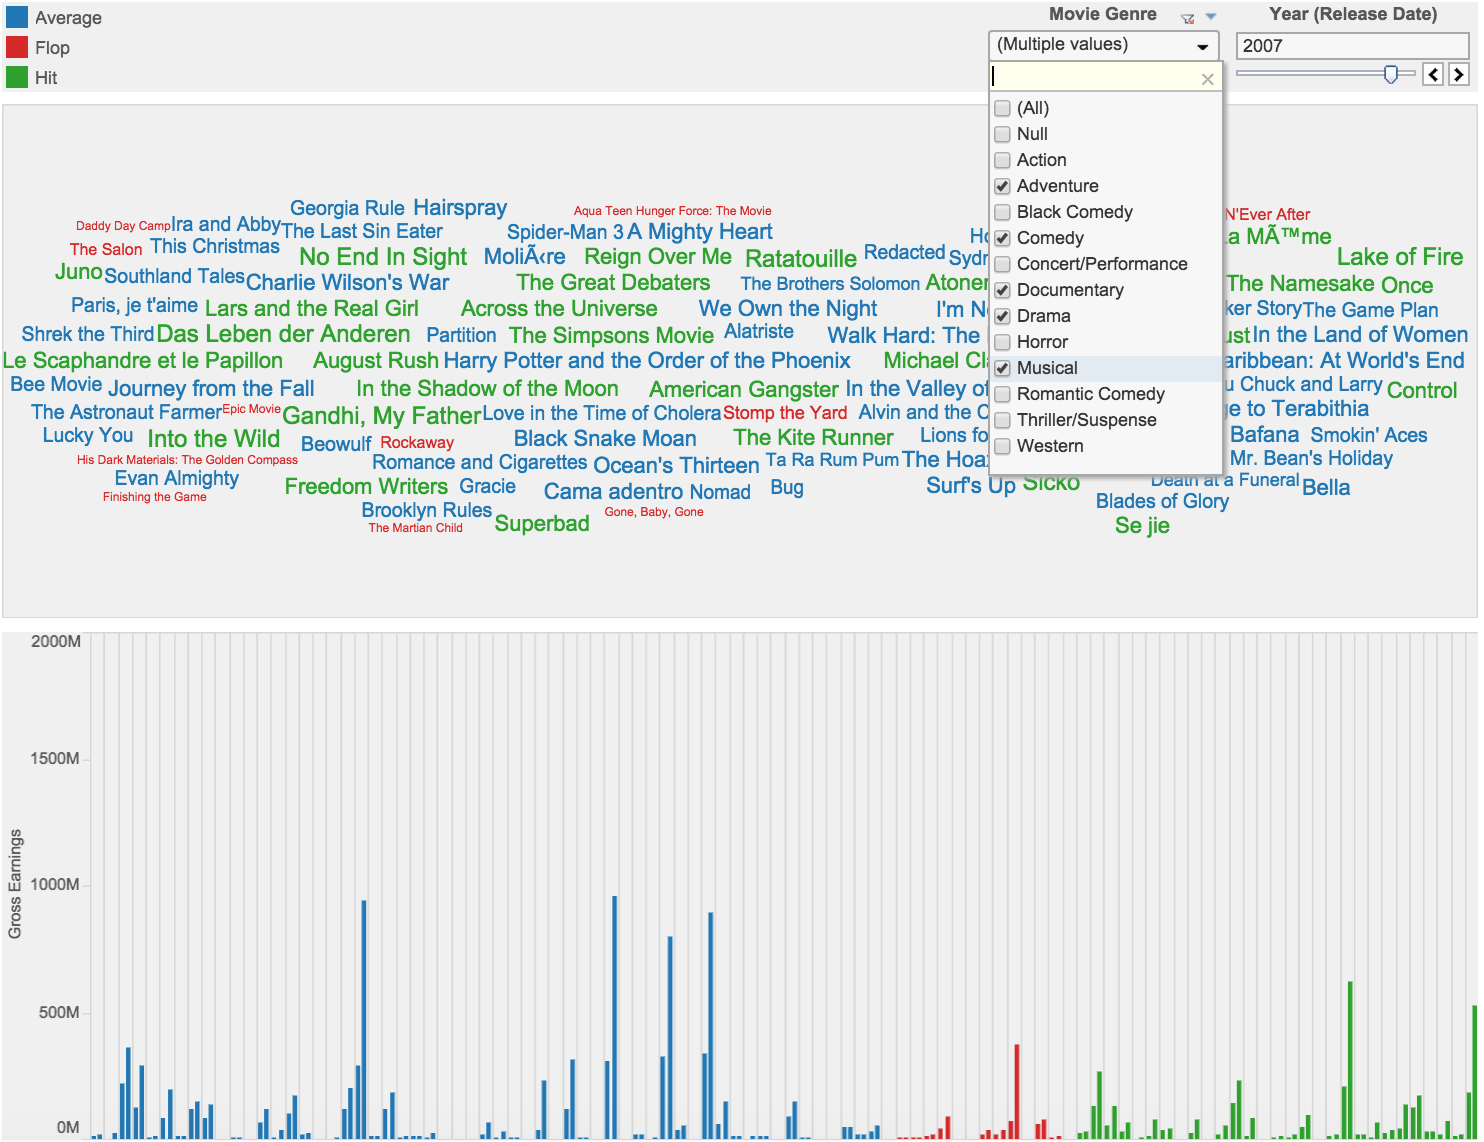 Average
Flop
Hit
Movie Genre
(Multiple values)
Year (Release Date)
2007
(All)
Null
Action
Adventure
Black Comedy
Comedy
Concert/Performance
Documentary
Drama
Horror
Musical
Romantic Comedy
Thriller/Suspense
Western
Georgia Rule Hairspray Aqua Teen Hunger Force: The Movie N'Ever After
Daddy Day Camp Ira and Abby The Last Sin Eater Spider-Man 3 A Mighty Heart
The Salon This Christmas No End In Sight MoliÃ‹re Reign Over Me Ratatouille Redacted a MÃ™me Lake of Fire
Juno Southland Tales Charlie Wilson's War The Great Debaters The Brothers Solomon The Namesake Once
Paris, je t'aime Lars and the Real Girl Across the Universe We Own the Night I'm ker Story The Game Plan
Shrek the Third Das Leben der Anderen Partition The Simpsons Movie Alatriste Walk Hard: The ust In the Land of Women
Le Scaphandre et le Papillon August Rush Harry Potter and the Order of the Phoenix Michael Cla aribbean: At World's End
Bee Movie Journey from the Fall In the Shadow of the Moon American Gangster In the Valley of u Chuck and Larry Control
The Astronaut Farmer Epic Movie Gandhi, My Father Love in the Time of Cholera Stomp the Yard Alvin and the ge to Terabithia
Lucky You Into the Wild Beowulf Rockaway Black Snake Moan The Kite Runner Lions fo Bafana Smokin' Aces
His Dark Materials: The Golden Compass Romance and Cigarettes Ocean's Thirteen Ta Ra Rum Pum The Hoa Mr. Bean's Holiday
Evan Almighty Freedom Writers Gracie Cama adentro Nomad Bug Surf's Up Sicko Death at a Funeral Bella
Finishing the Game Brooklyn Rules Gone, Baby, Gone Blades of Glory
The Martian Child Superbad Se jie
2000M
1500M
1000M
500M
0M
Gross Earnings